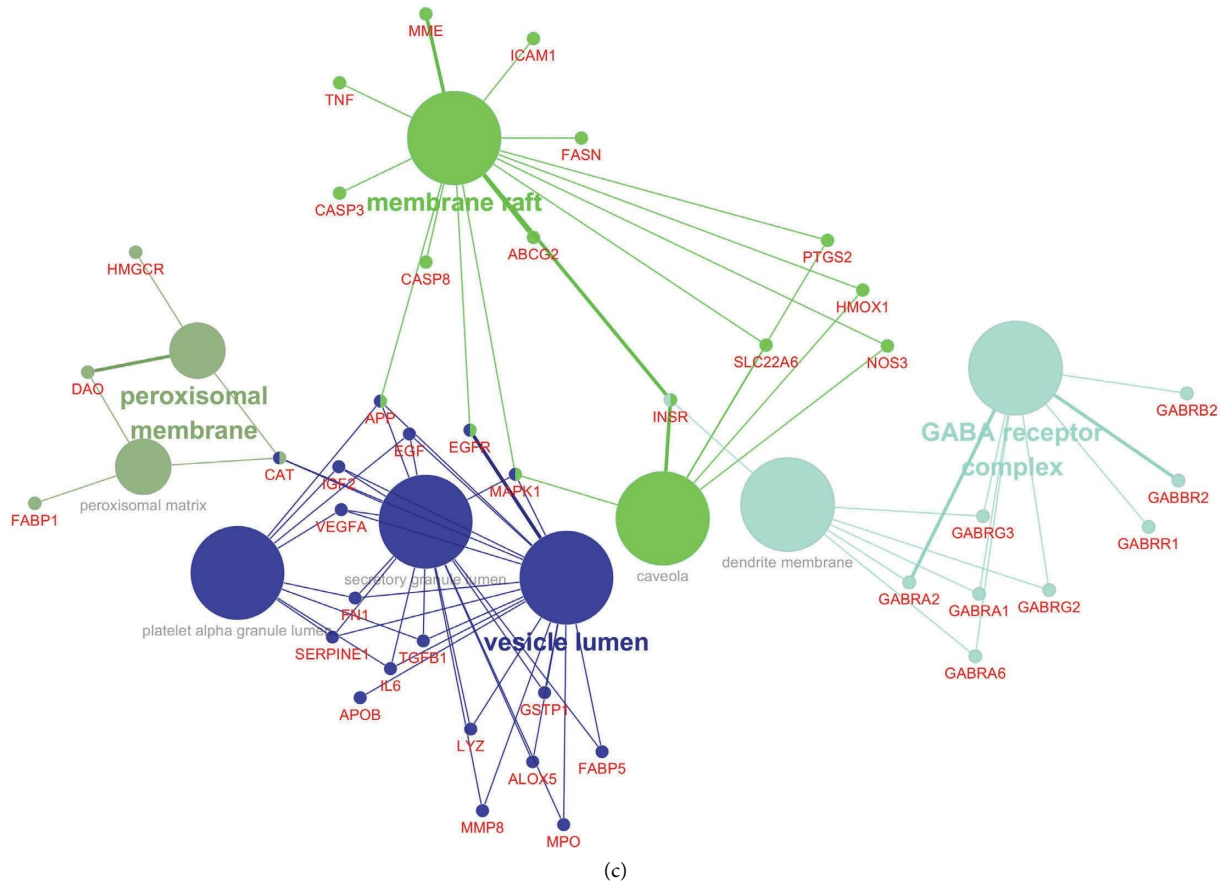 MME
ICAM1
TNF
FASN
CASP3
membrane raft
ABCG2
CASP8
PTGS2
HMGCR
HMOX1
SLC22A6
NOS3
DAO
peroxisomal
membrane
APP
INSR
GABRB2
EGF
EGFR
GABA receptor
complex
CAT
IGF2
MAPK1
GABBR2
peroxisomal matrix
FABP1
VEGFA
GABRG3
GABRR1
secretory granule lumen
caveola
dendrite membrane
GABRA2
GABRA1
GABRG2
FN1
platelet alpha granule lumen
vesicle lumen
SERPINE1
TGFB1
GABRA6
IL6
APOB
GSTP1
LYZ
ALOX5
FABP5
MMP8
MPO
(c)